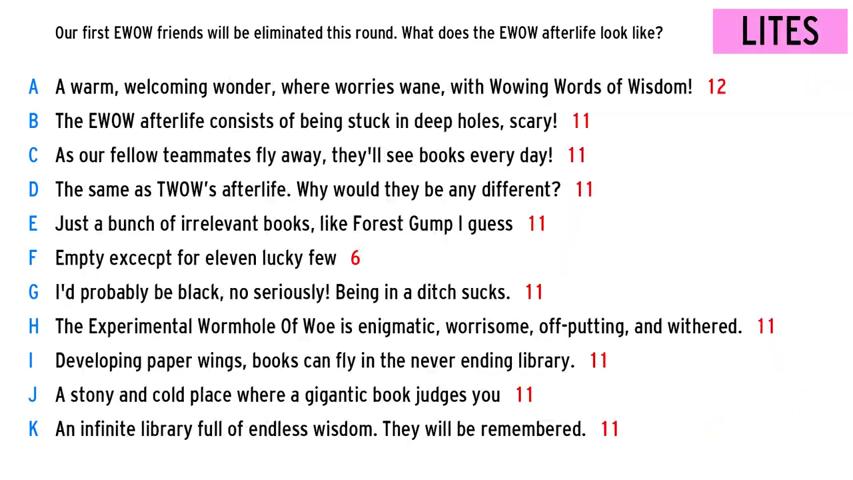 Our first EWOW friends will be eliminated this round. What does the EWOW afterlife look like?
LITES
A A warm, welcoming wonder, where worries wane, with Wowing Words of Wisdom! 12
B The EWOW afterlife consists of being stuck in deep holes, scary! 11
C As our fellow teammates fly away, they'll see books every day! 11
D The same as TWOW's afterlife. Why would they be any different? 11
E Just a bunch of irrelevant books, like Forest Gump I guess 11
F Empty excecpt for eleven lucky few 6
G I'd probably be black, no seriously! Being in a ditch sucks. 11
H The Experimental Wormhole Of Woe is enigmatic, worrisome, off-putting, and withered. 11
I Developing paper wings, books can fly in the never ending library. 11
J A stony and cold place where a gigantic book judges you 11
K An infinite library full of endless wisdom. They will be remembered. 11